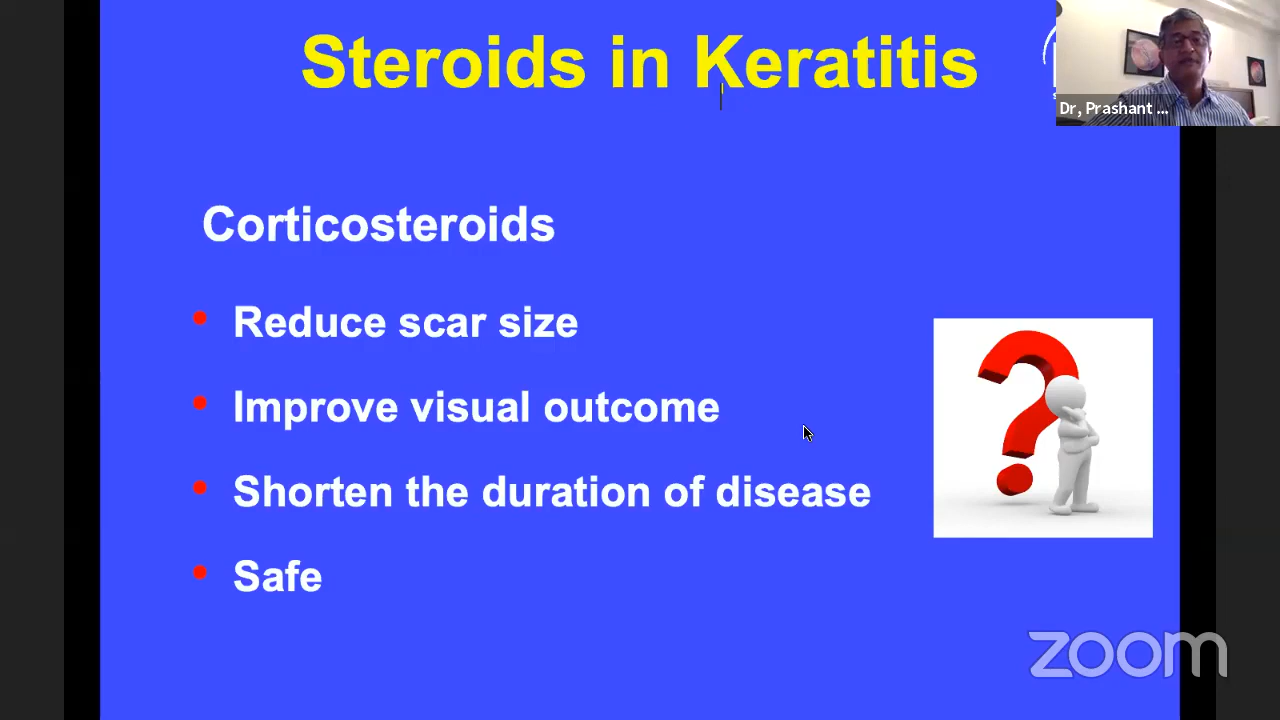 Steroids in Keratitis
Dr, Prashant ...
Corticosteroids
• Reduce scar size
• Improve visual outcome
• Shorten the duration of disease
• Safe
zoom